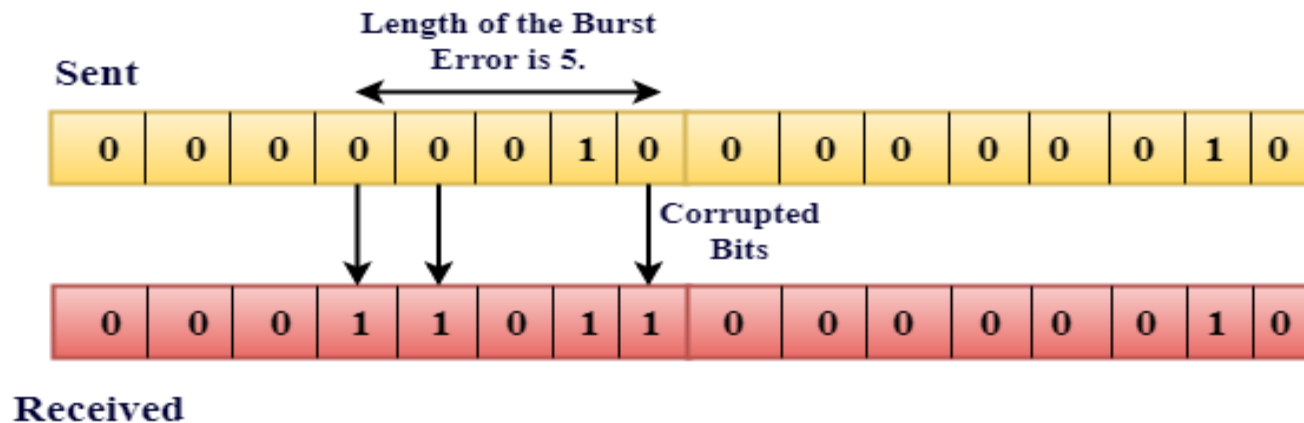 Length of the Burst
Error is 5.
Sent
0 0 0 0 0 0 1 0 0 0 0 0 0 0 1 0
Corrupted
Bits
0 0 0 1 1 0 1 1 0 0 0 0 0 0 1 0
Received